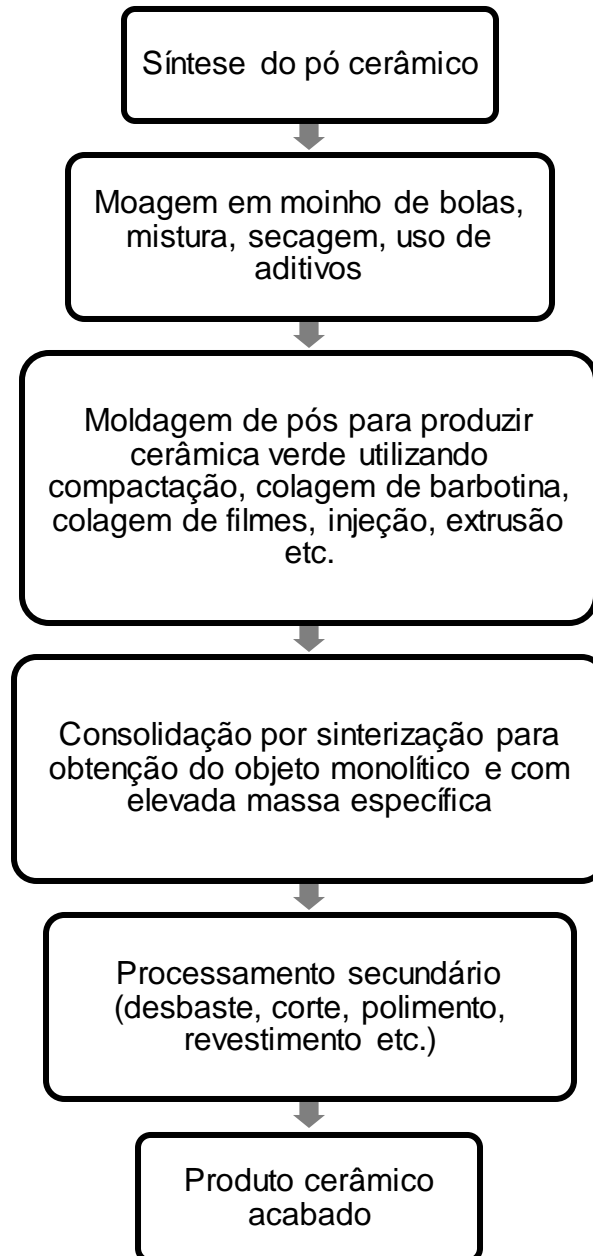 Síntese do pó cerâmico
Moagem em moinho de bolas,
mistura, secagem, uso de
aditivos
Moldagem de pós para produzir
cerâmica verde utilizando
compactação, colagem de barbotina,
colagem de filmes, injeção, extrusão
etc.
Consolidação por sinterização para
obtenção do objeto monolítico e com
elevada massa específica
Processamento secundário
(desbaste, corte, polimento,
revestimento etc.)
Produto cerâmico
acabado